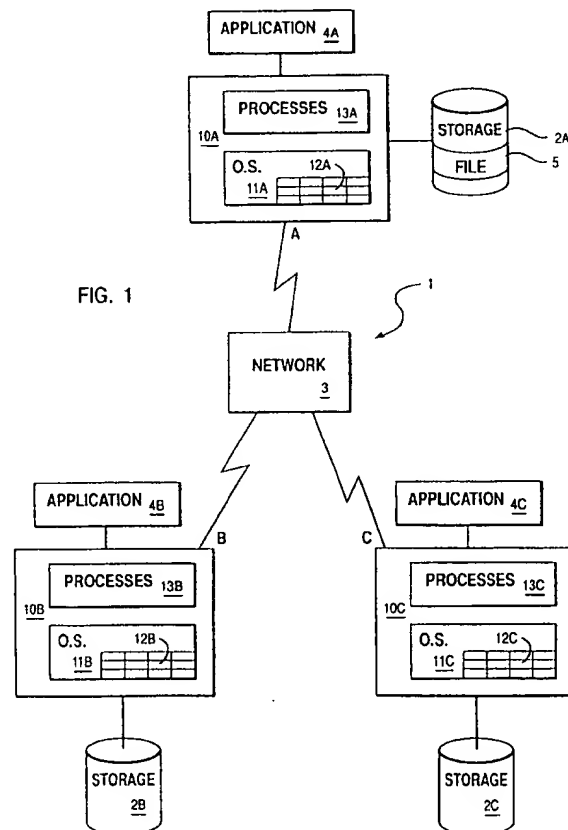 APPLICATION 4A
PROCESSES 13A
10A
STORAGE 2A
FILE 5
O.S. 12A
11A
A
FIG. 1
1
NETWORK
3
APPLICATION 4B
B
PROCESSES 13B
10B
O.S. 12B
11B
STORAGE
2B
APPLICATION 4C
C
PROCESSES 13C
10C
O.S. 12C
11C
STORAGE
2C